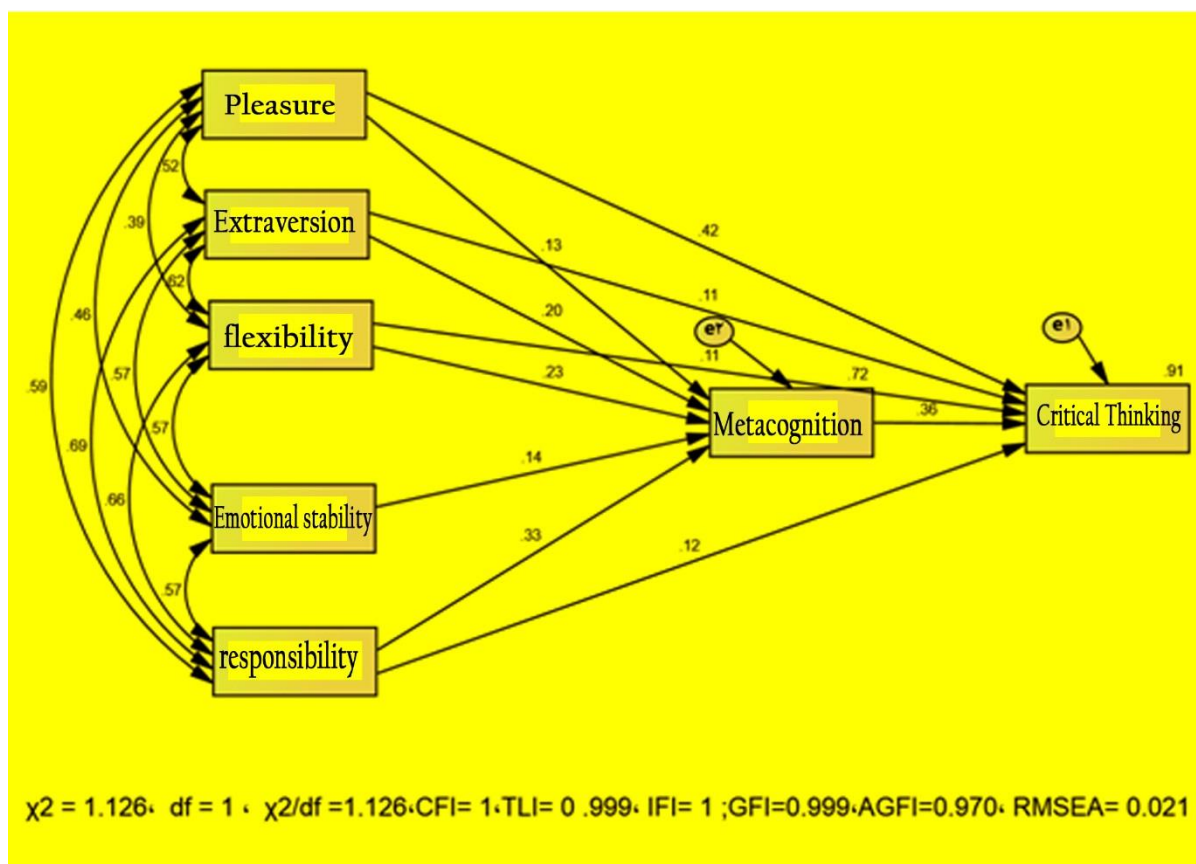 Pleasure
.52
Extraversion
.39
.13
.42
.62
.20
.11
.46
flexibility
e٢
e١
.59
.57
.23
.11
.72
.91
.69
.57
Metacognition
.36
Critical Thinking
.66
.14
Emotional stability
.33
.12
.57
responsibility
χ2 = 1.126، df = 1 ، χ2/df =1.126،CFI= 1،TLI= 0 .999، IFI= 1 ;GFI=0.999،AGFI=0.970، RMSEA= 0.021